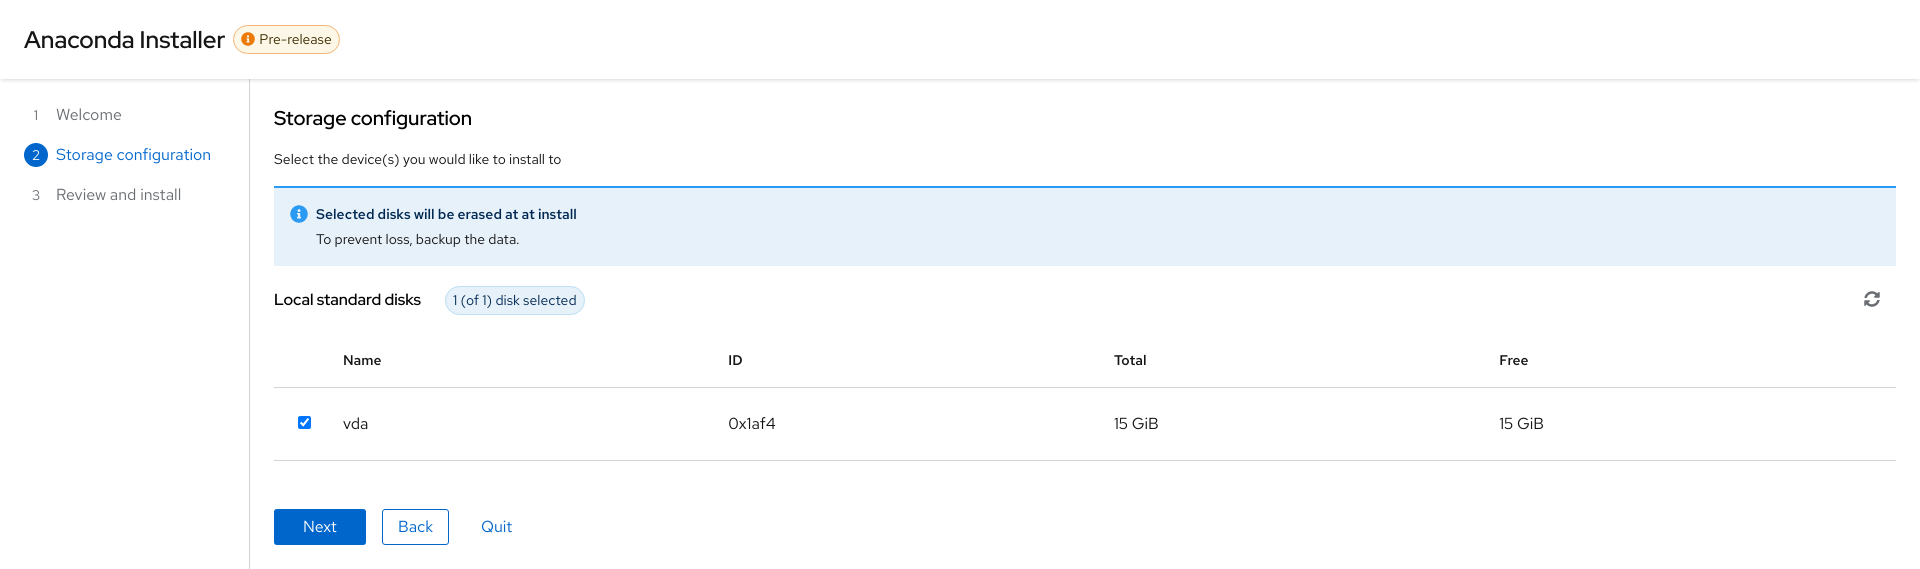 Anaconda Installer Pre-release
1 Welcome
2 Storage configuration
3 Review and install
Storage configuration
Select the device(s) you would like to install to
Selected disks will be erased at at install
To prevent loss, backup the data.
Local standard disks 1 (of 1) disk selected
Name ID Total Free
vda 0x1af4 15 GiB 15 GiB
Next Back Quit